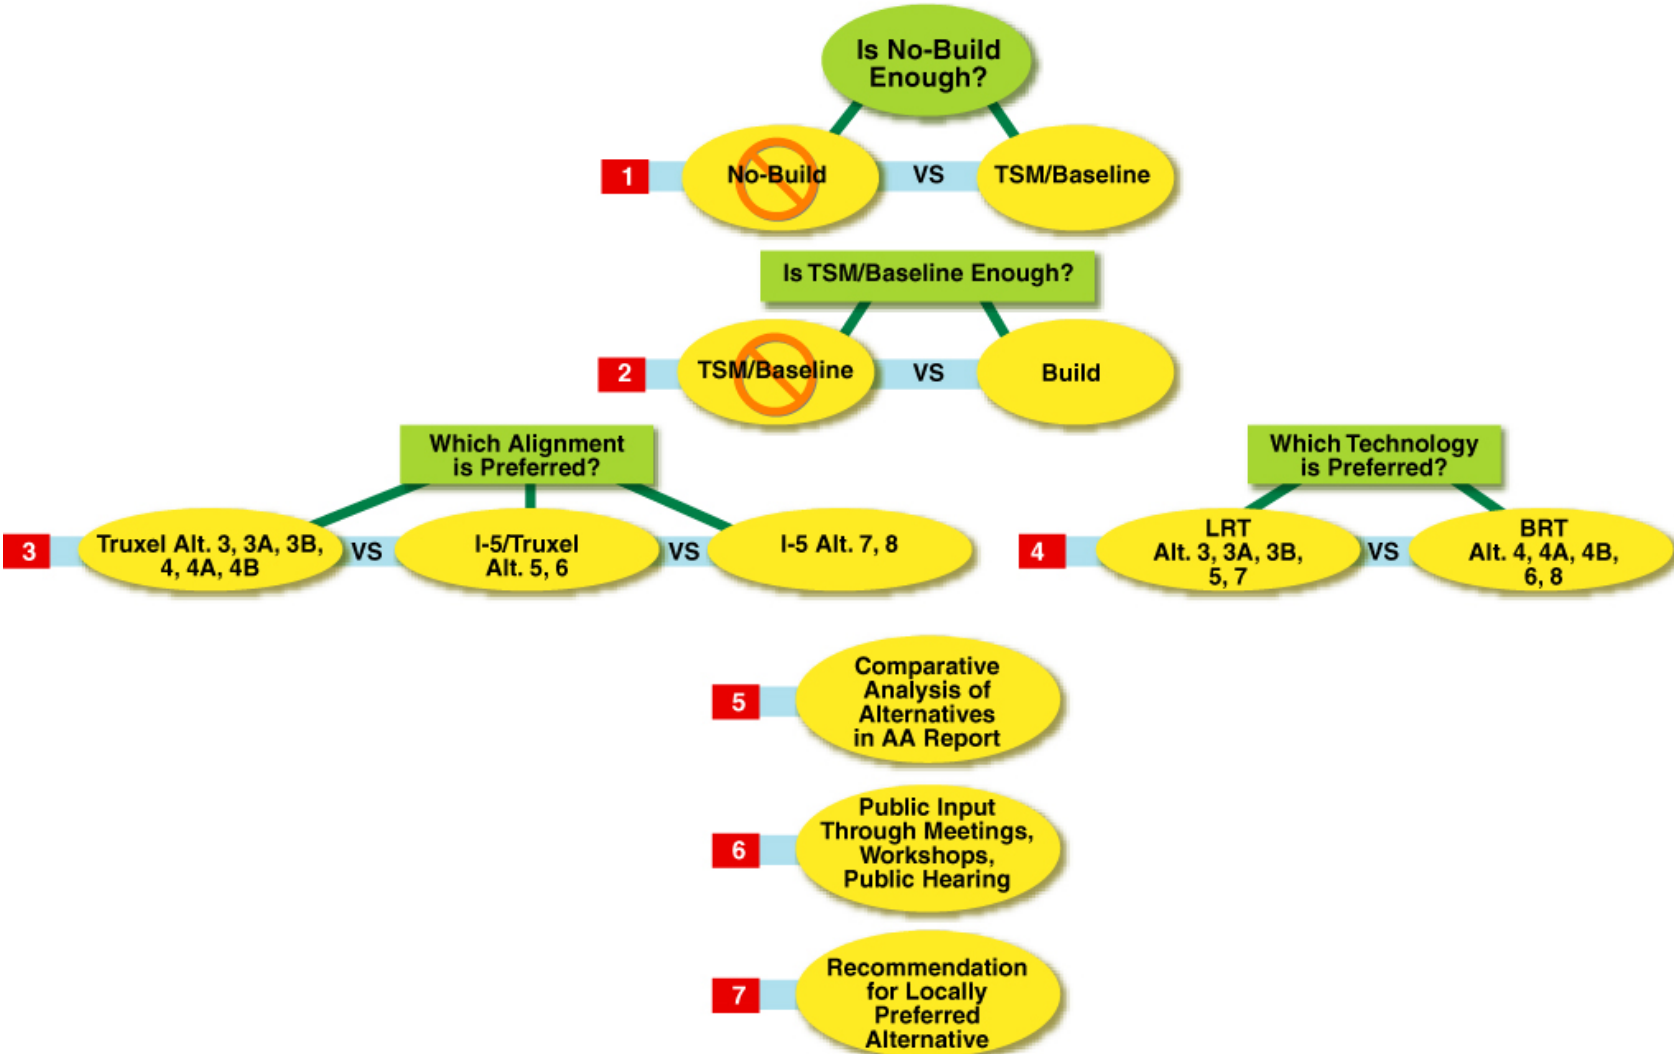 Is No-Build
Enough?
1
No-Build
VS
TSM/Baseline
Is TSM/Baseline Enough?
2
TSM/Baseline
VS
Build
Which Alignment
is Preferred?
3
Truxel Alt. 3, 3A, 3B,
4, 4A, 4B
VS
I-5/Truxel
Alt. 5, 6
VS
I-5 Alt. 7, 8
Which Technology
is Preferred?
4
LRT
Alt. 3, 3A, 3B,
5, 7
VS
BRT
Alt. 4, 4A, 4B,
6, 8
5
Comparative
Analysis of
Alternatives
in AA Report
6
Public Input
Through Meetings,
Workshops,
Public Hearing
7
Recommendation
for Locally
Preferred
Alternative